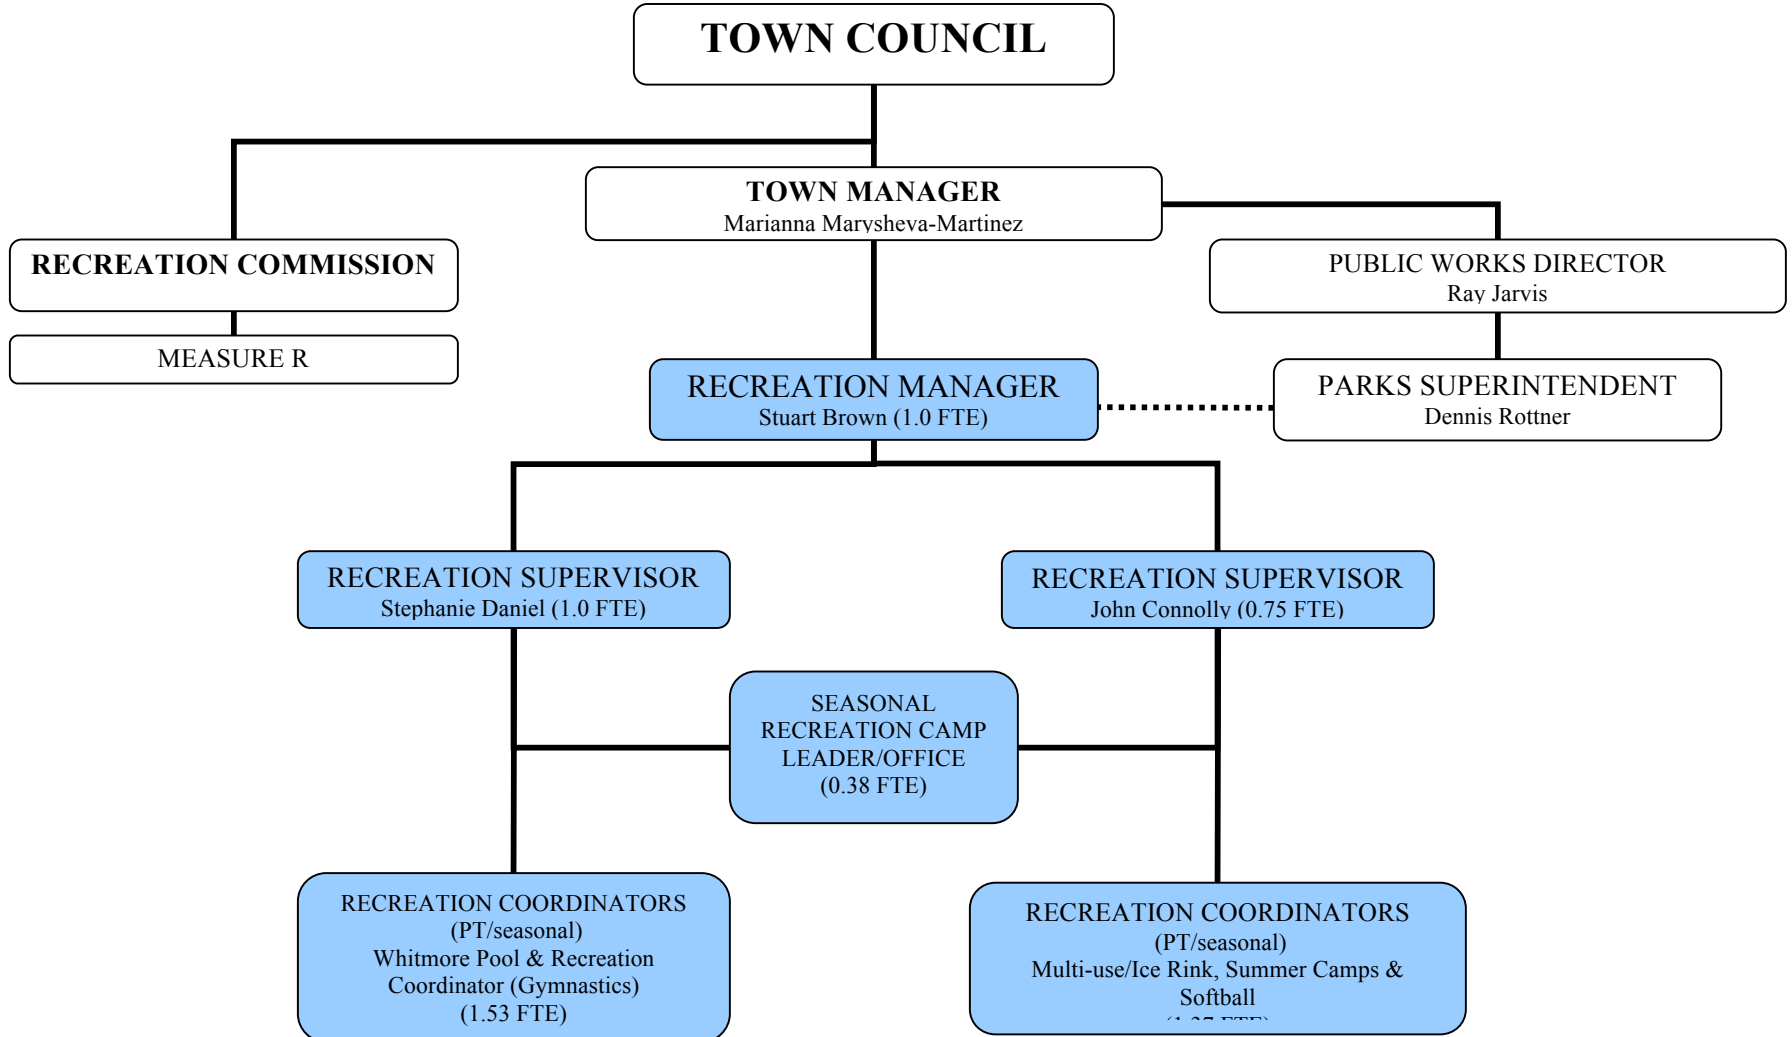 TOWN COUNCIL
TOWN MANAGER
Marianna Marysheva-Martinez
RECREATION COMMISSION
PUBLIC WORKS DIRECTOR
Ray Jarvis
MEASURE R
RECREATION MANAGER
Stuart Brown (1.0 FTE)
PARKS SUPERINTENDENT
Dennis Rottner
RECREATION SUPERVISOR
Stephanie Daniel (1.0 FTE)
RECREATION SUPERVISOR
John Connolly (0.75 FTE)
SEASONAL
RECREATION CAMP
LEADER/OFFICE
(0.38 FTE)
RECREATION COORDINATORS
(PT/seasonal)
Whitmore Pool & Recreation
Coordinator (Gymnastics)
(1.53 FTE)
RECREATION COORDINATORS
(PT/seasonal)
Multi-use/Ice Rink, Summer Camps &
Softball